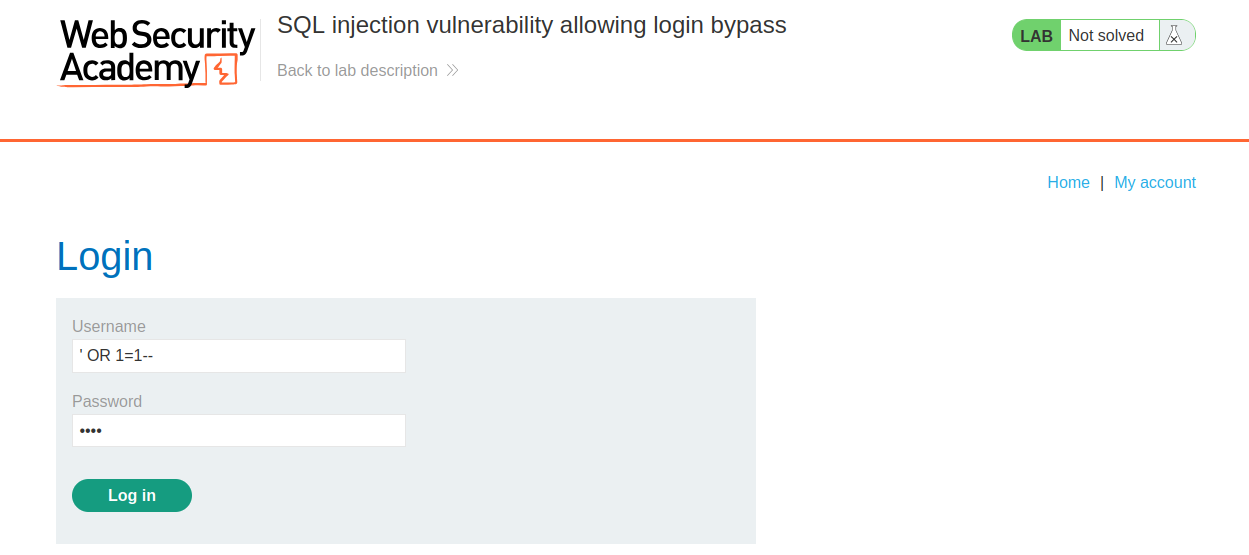 Web Security
Academy
SQL injection vulnerability allowing login bypass
Back to lab description
LAB Not solved
Home | My account
Login
Username
' OR 1=1--
Password
••••
Log in